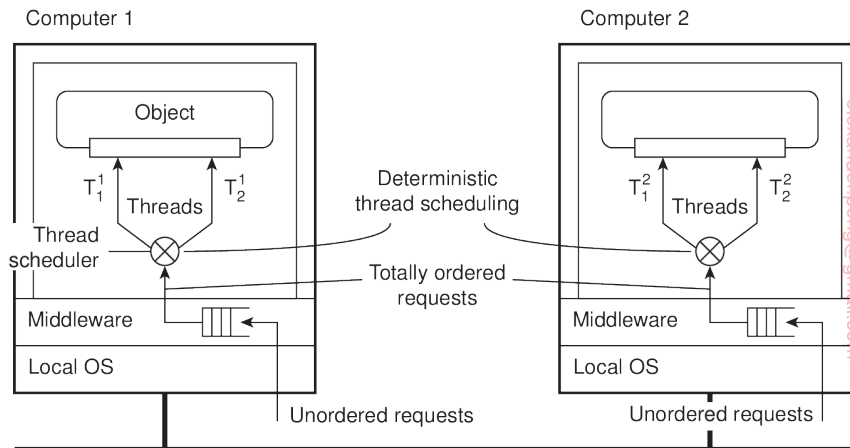 Computer 1
Computer 2
Object
T¹₁
T¹₂
Threads
Deterministic
thread scheduling
T²₁
T²₂
Threads
Thread
scheduler
Totally ordered
requests
Middleware
Middleware
Local OS
Local OS
Unordered requests
Unordered requests